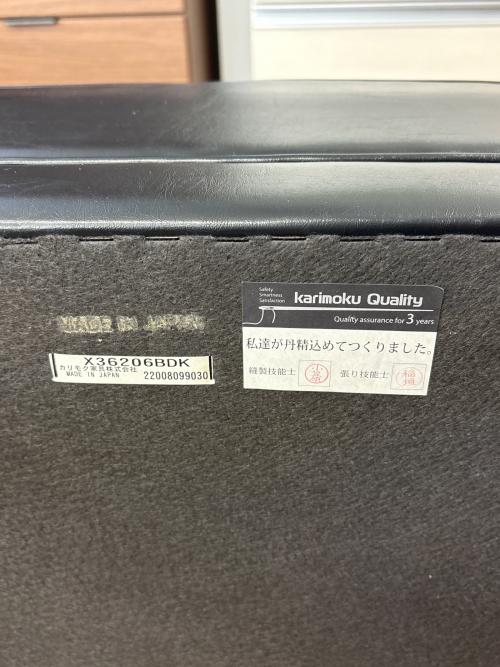 MADE IN JAPAN
X36206BDK
カリモク家具株式会社
MADE IN JAPAN 22008099030
Safety
Smartness
Satisfaction
karimoku Quality
Quality assurance for 3 years
私達が丹精込めてつくりました。
縫製技能士
張り技能士